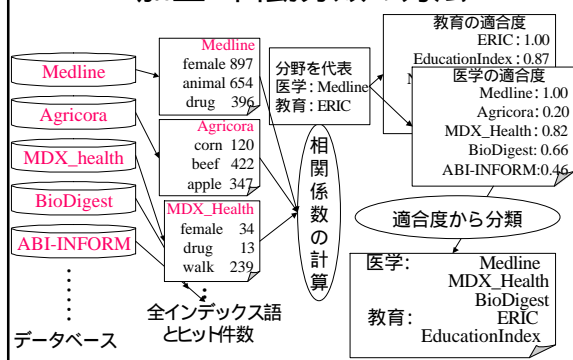 Medline
Agricora
MDX_health
BioDigest
ABI-INFORM
データベース
Medline
female 897
animal 654
drug 396
Agricora
corn 120
beef 422
apple 347
MDX_Health
female 34
drug 13
walk 239
全インデックス語
とヒット件数
分野を代表
医学: Medline
教育: ERIC
相関係数の計算
教育の適合度
ERIC: 1.00
EducationIndex: 0.87
医学の適合度
Medline: 1.00
Agricora: 0.20
MDX_Health: 0.82
BioDigest: 0.66
ABI-INFORM:0.46
適合度から分類
医学: Medline
MDX_Health
BioDigest
教育: ERIC
EducationIndex